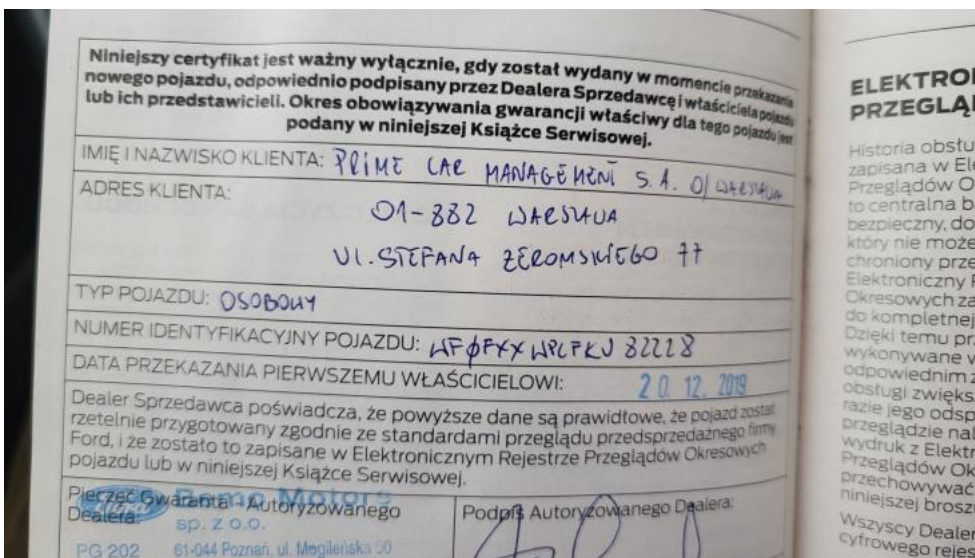 Niniejszy certyfikat jest ważny wyłącznie, gdy został wydany w momencie przekazania
nowego pojazdu, odpowiednio podpisany przez Dealera Sprzedawcę i właściciela pojazdu
lub ich przedstawicieli. Okres obowiązywania gwarancji właściwy dla tego pojazdu jest
podany w niniejszej Książce Serwisowej.
IMIĘ I NAZWISKO KLIENTA: PRIME CAR MANAGEMENT S.A. O/WARSZAWA
ADRES KLIENTA:
01-882 WARSZAWA
UL. STEFANA ŻEROMSKIEGO 77
TYP POJAZDU: OSOBOWY
NUMER IDENTYFIKACYJNY POJAZDU: WFØFXXWPCFKU82228
DATA PRZEKAZANIA PIERWSZEMU WŁAŚCICIELOWI: 20. 12. 2019
Dealer Sprzedawca poświadcza, że powyższe dane są prawidłowe, że pojazd został
rzetelnie przygotowany zgodnie ze standardami przeglądu przedsprzedażnego firmy
Ford, i że zostało to zapisane w Elektronicznym Rejestrze Przeglądów Okresowych
pojazdu lub w niniejszej Książce Serwisowej.
Pieczęć Gwaranta - Autoryzowanego
Dealera:
Bemo Motors
sp. z o.o.
PG 202 61-044 Poznań, ul. Mogileńska 50
Podpis Autoryzowanego Dealera:
ELEKTRO
PRZEGLĄ
Historia obsłu
zapisana w El
Przeglądów O
to centralna b
bezpieczny, do
który nie może
chroniony prze
Elektroniczny
Okresowych za
do kompletnej
Dzięki temu pr
wykonywane w
odpowiednim z
obsługi zwięks
razie jego odsp
przeglądzie nal
wydruk z Elektr
Przeglądów Ok
przechowywać
niniejszej brosz
Wszyscy Dealer
cyfrowego rejes